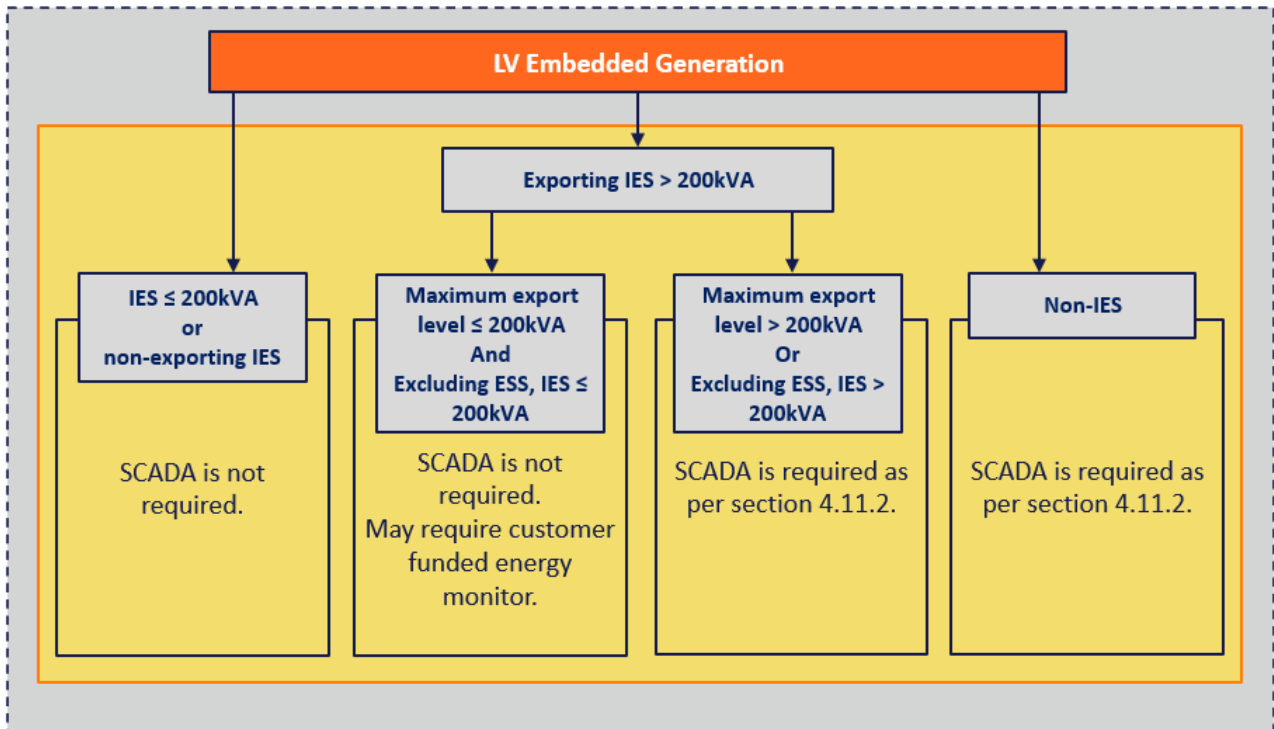 LV Embedded Generation
Exporting IES > 200kVA
IES ≤ 200kVA
or
non-exporting IES
SCADA is not
required.
Maximum export
level ≤ 200kVA
And
Excluding ESS, IES ≤
200kVA
SCADA is not
required.
May require customer
funded energy
monitor.
Maximum export
level > 200kVA
Or
Excluding ESS, IES >
200kVA
SCADA is required as
per section 4.11.2.
Non-IES
SCADA is required as
per section 4.11.2.